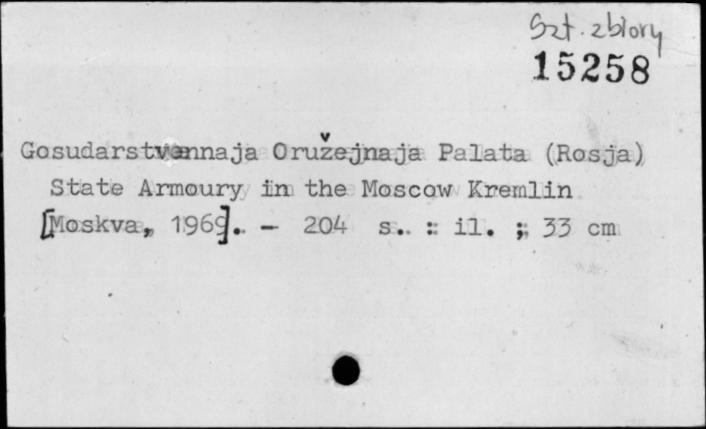 Szt. zbiory
15258
Gosudarstvennaja Oružejnaja Palata (Rosja)
State Armoury in the Moscow Kremlin
[Moskva, 1969]. - 204 s. : il. ; 33 cm